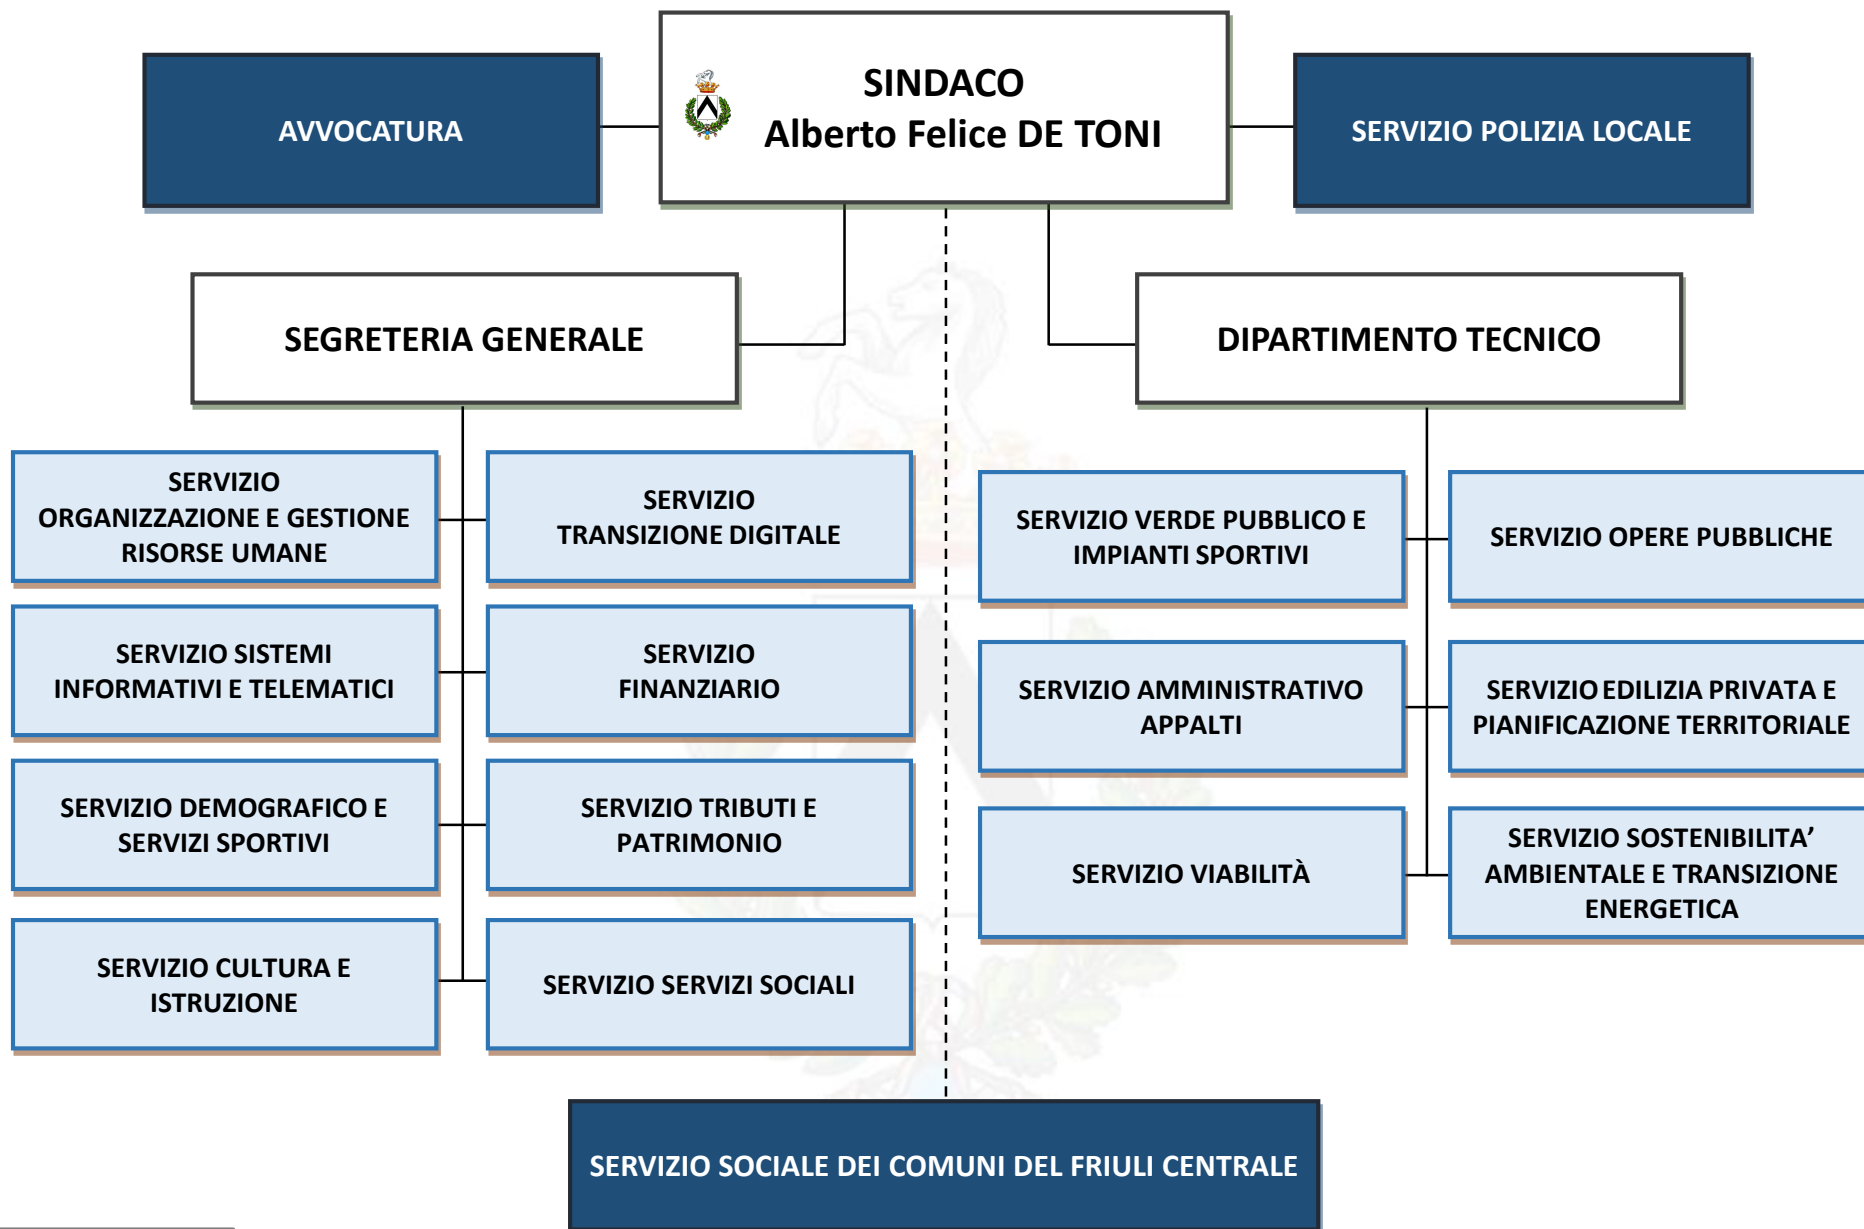 SINDACO
Alberto Felice DE TONI
AVVOCATURA
SERVIZIO POLIZIA LOCALE
SEGRETERIA GENERALE
DIPARTIMENTO TECNICO
SERVIZIO
ORGANIZZAZIONE E GESTIONE
RISORSE UMANE
SERVIZIO
TRANSIZIONE DIGITALE
SERVIZIO SISTEMI
INFORMATIVI E TELEMATICI
SERVIZIO
FINANZIARIO
SERVIZIO DEMOGRAFICO E
SERVIZI SPORTIVI
SERVIZIO TRIBUTI E
PATRIMONIO
SERVIZIO CULTURA E
ISTRUZIONE
SERVIZIO SERVIZI SOCIALI
SERVIZIO VERDE PUBBLICO E
IMPIANTI SPORTIVI
SERVIZIO OPERE PUBBLICHE
SERVIZIO AMMINISTRATIVO
APPALTI
SERVIZIO EDILIZIA PRIVATA E
PIANIFICAZIONE TERRITORIALE
SERVIZIO VIABILITÀ
SERVIZIO SOSTENIBILITA’
AMBIENTALE E TRANSIZIONE
ENERGETICA
SERVIZIO SOCIALE DEI COMUNI DEL FRIULI CENTRALE